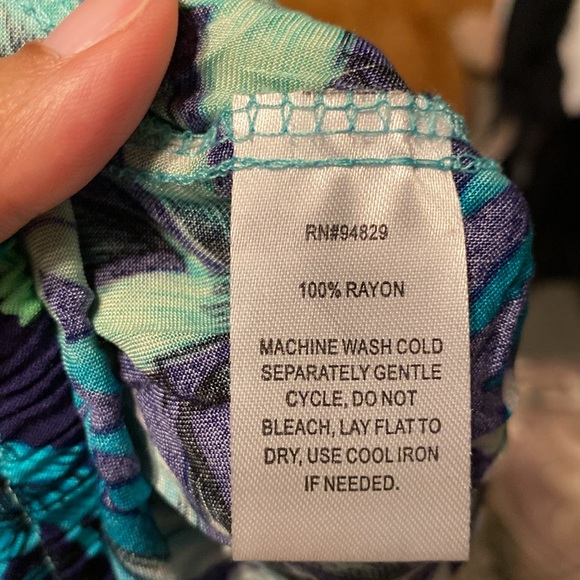 RN#94829
100% RAYON
MACHINE WASH COLD
SEPARATELY GENTLE
CYCLE, DO NOT
BLEACH, LAY FLAT TO
DRY, USE COOL IRON
IF NEEDED.